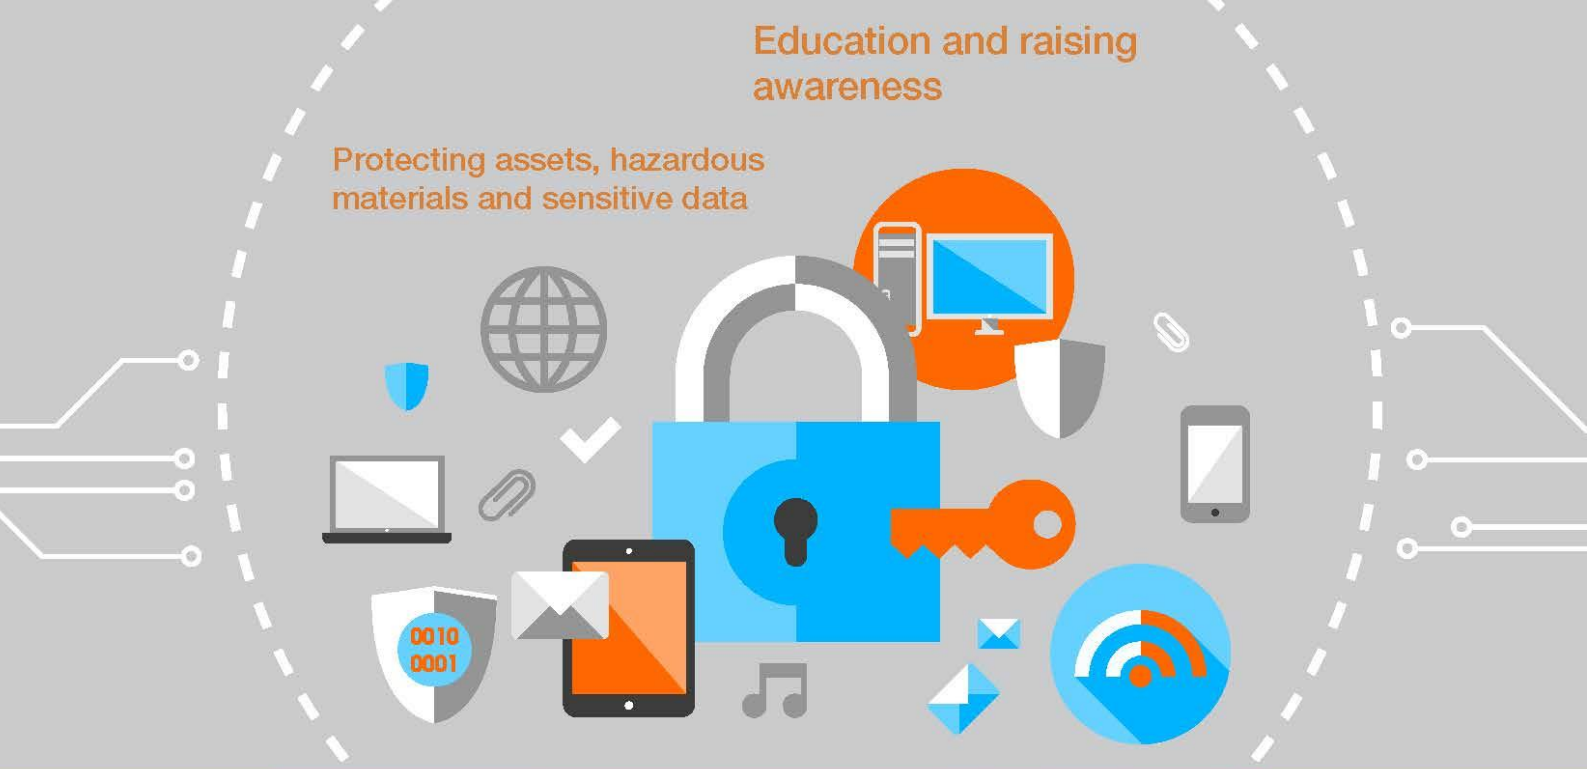 Education and raising
awareness
Protecting assets, hazardous
materials and sensitive data
0010
0001